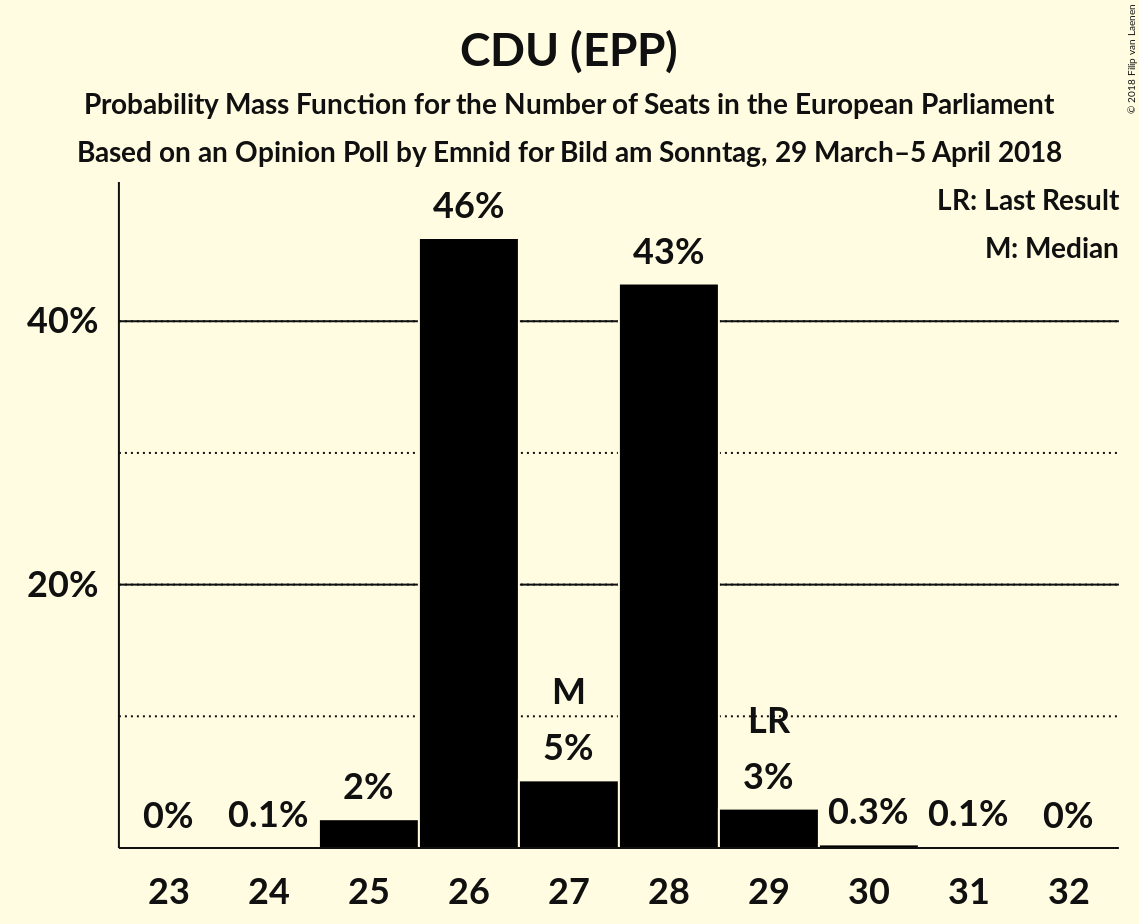 CDU (EPP)
Probability Mass Function for the Number of Seats in the European Parliament
Based on an Opinion Poll by Emnid for Bild am Sonntag, 29 March–5 April 2018
© 2018 Filip van Laenen
LR: Last Result
M: Median
46%
43%
40%
20%
M
LR
5%
3%
2%
0% 0.1% 0.3% 0.1% 0%
23 24 25 26 27 28 29 30 31 32